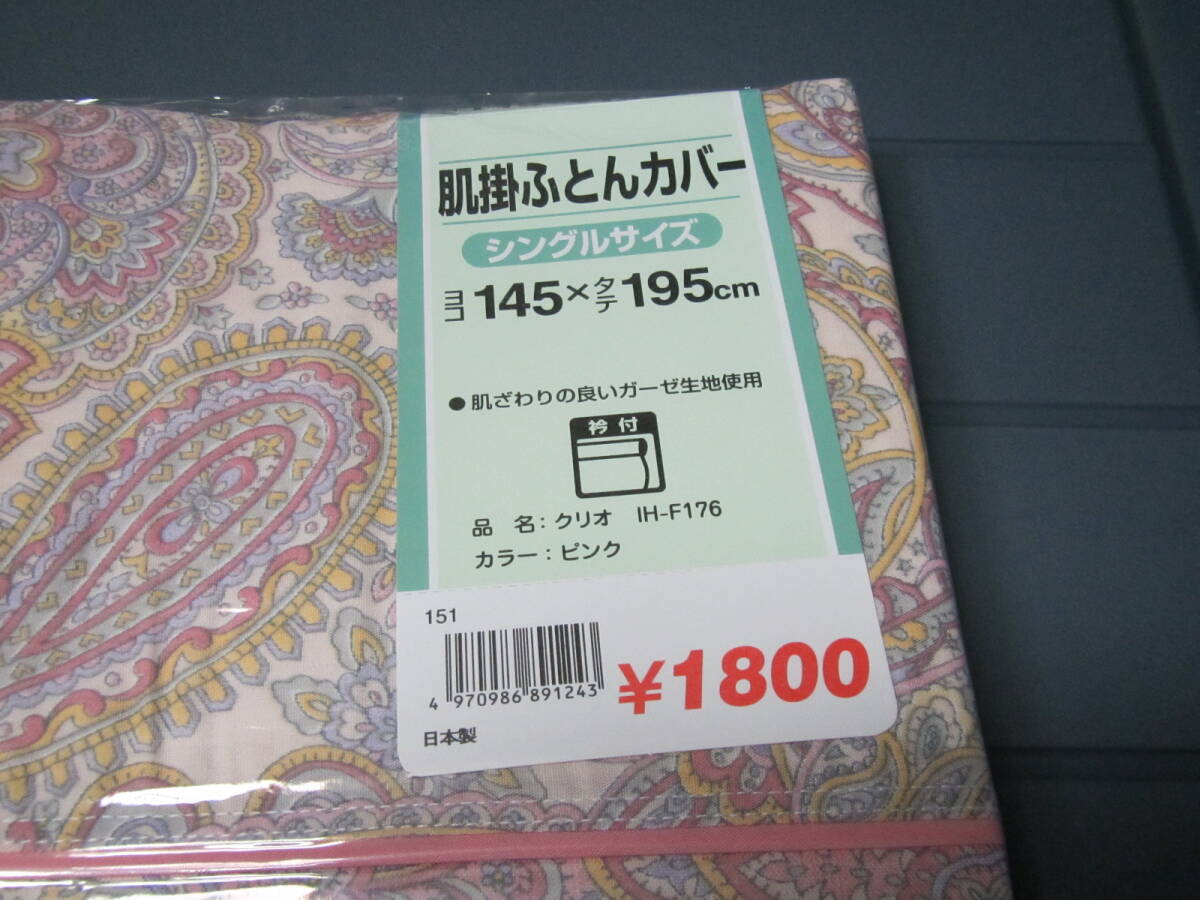 肌掛ふとんカバー
シングルサイズ
ヨコ145×タテ195cm
●肌ざわりの良いガーゼ生地使用
衿付
品 名：クリオ IH-F176
カラー：ピンク
151
¥1800
4 970986 891243
日本製